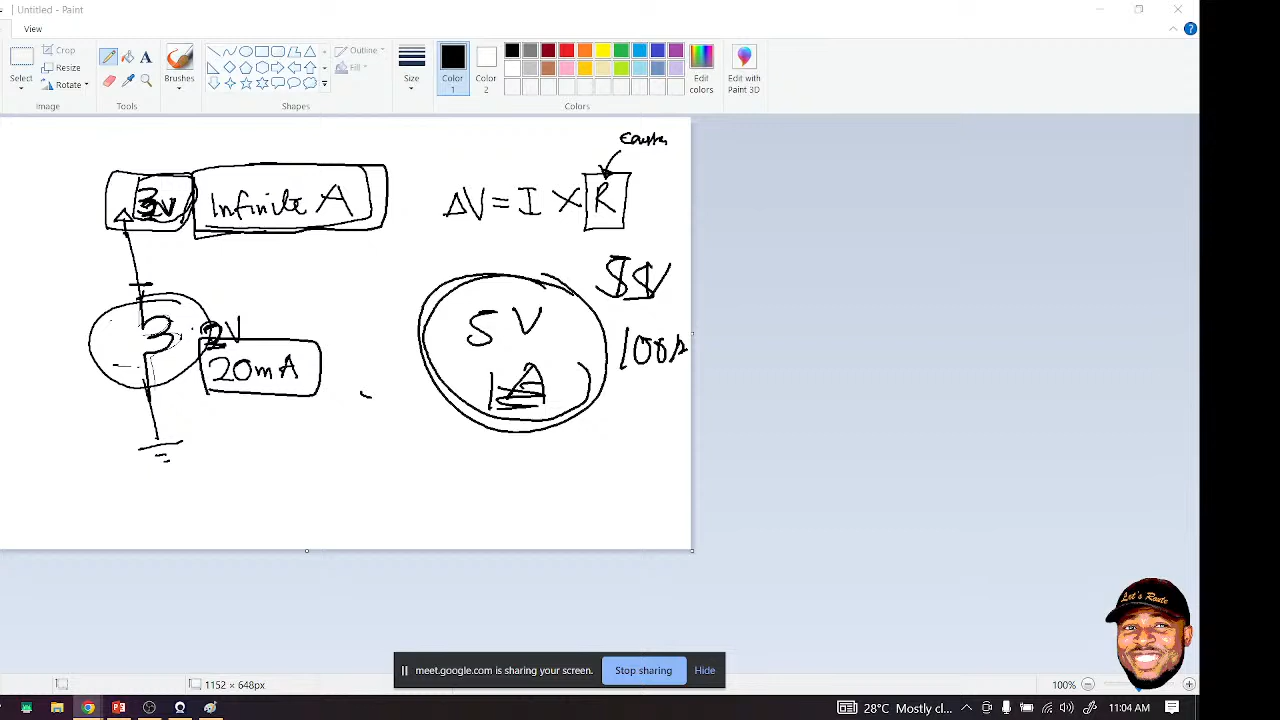 Untitled - Paint
View
Select
Crop
Resize
Rotate
Image
Tools
Brushes
Shapes
Outline
Fill
Size
Color 1
Color 2
Edit colors
Colors
Edit with Paint 3D
3V
Infinite A
ΔV = I × R
3
2V
20mA
5V
1A
5V
Let's Route
meet.google.com is sharing your screen.
Stop sharing
Hide
1152 × 648px
100%
28°C Mostly cl...
11:04 AM